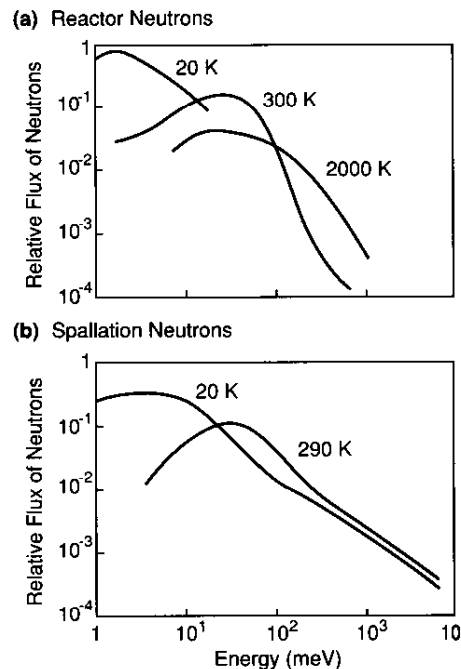 (a) Reactor Neutrons
Relative Flux of Neutrons
1
10⁻¹
10⁻²
10⁻³
10⁻⁴
20 K
300 K
2000 K
(b) Spallation Neutrons
Relative Flux of Neutrons
1
10⁻¹
10⁻²
10⁻³
10⁻⁴
20 K
290 K
1 10¹ 10² 10³ 10
Energy (meV)